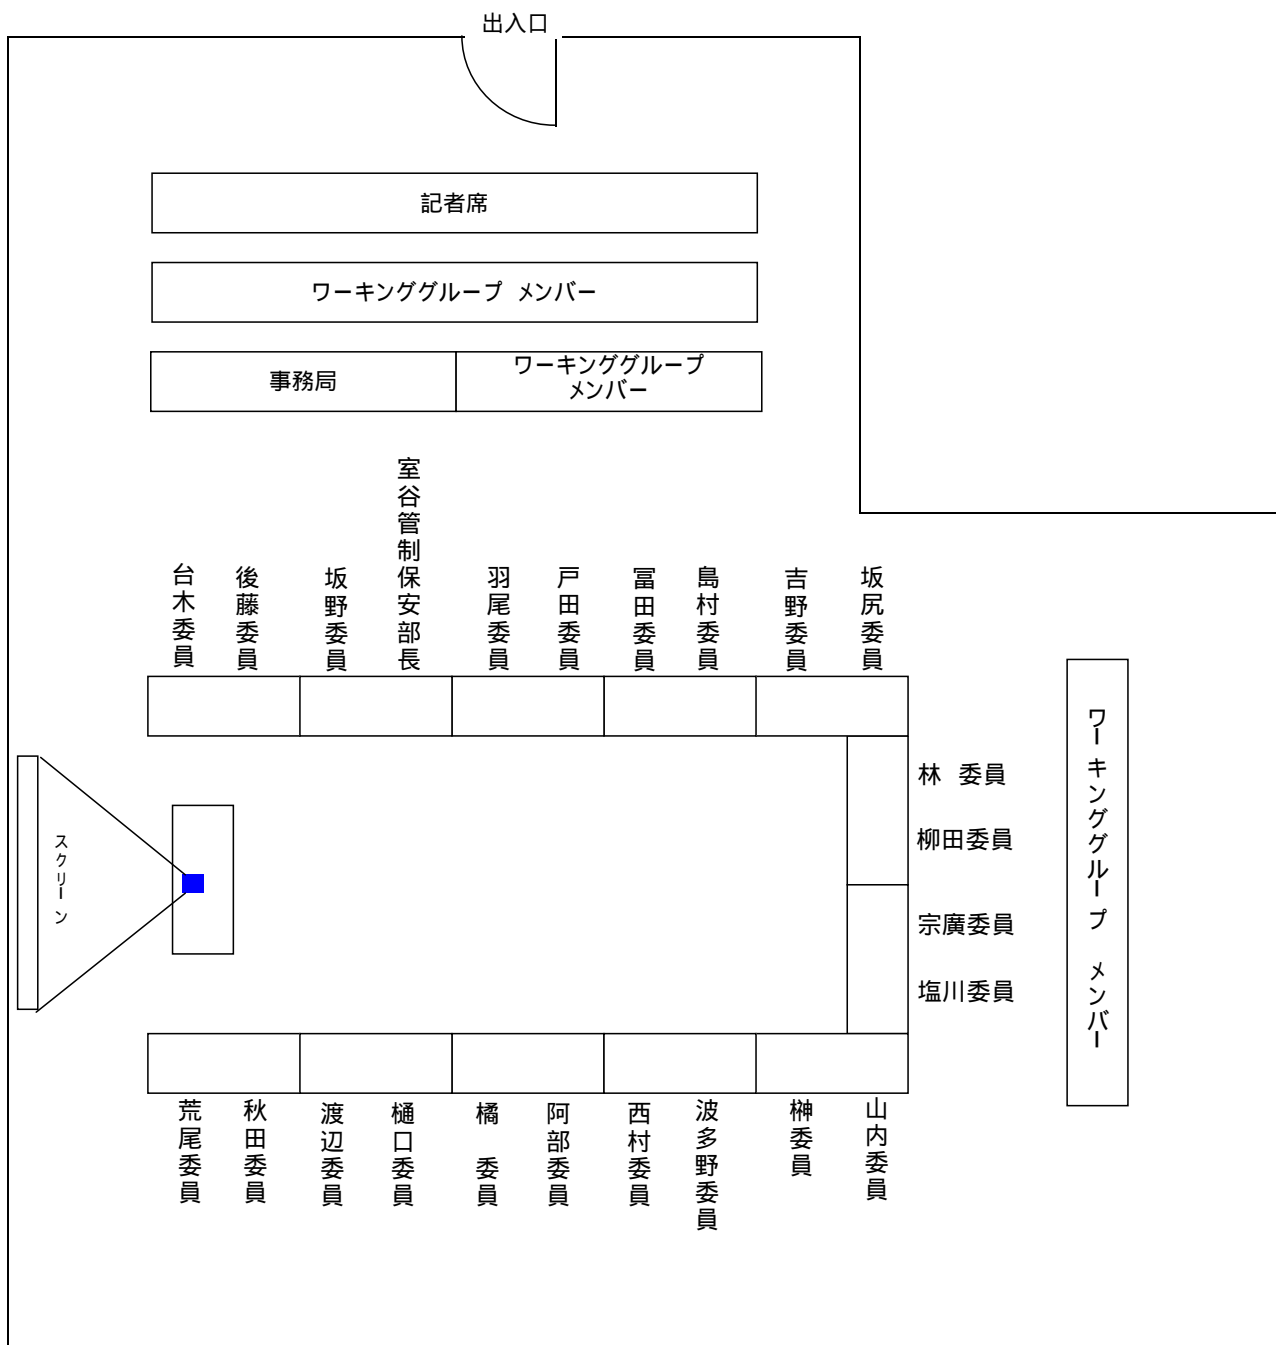 出入口
記者席
ワーキンググループ メンバー
事務局
ワーキンググループ
メンバー
台木委員
後藤委員
坂野委員
室谷管制保安部長
羽尾委員
戸田委員
冨田委員
島村委員
吉野委員
坂尻委員
林 委員
柳田委員
宗廣委員
塩川委員
ワーキンググループ メンバー
スクリーン
荒尾委員
秋田委員
渡辺委員
樋口委員
橘 委員
阿部委員
西村委員
波多野委員
榊委員
山内委員